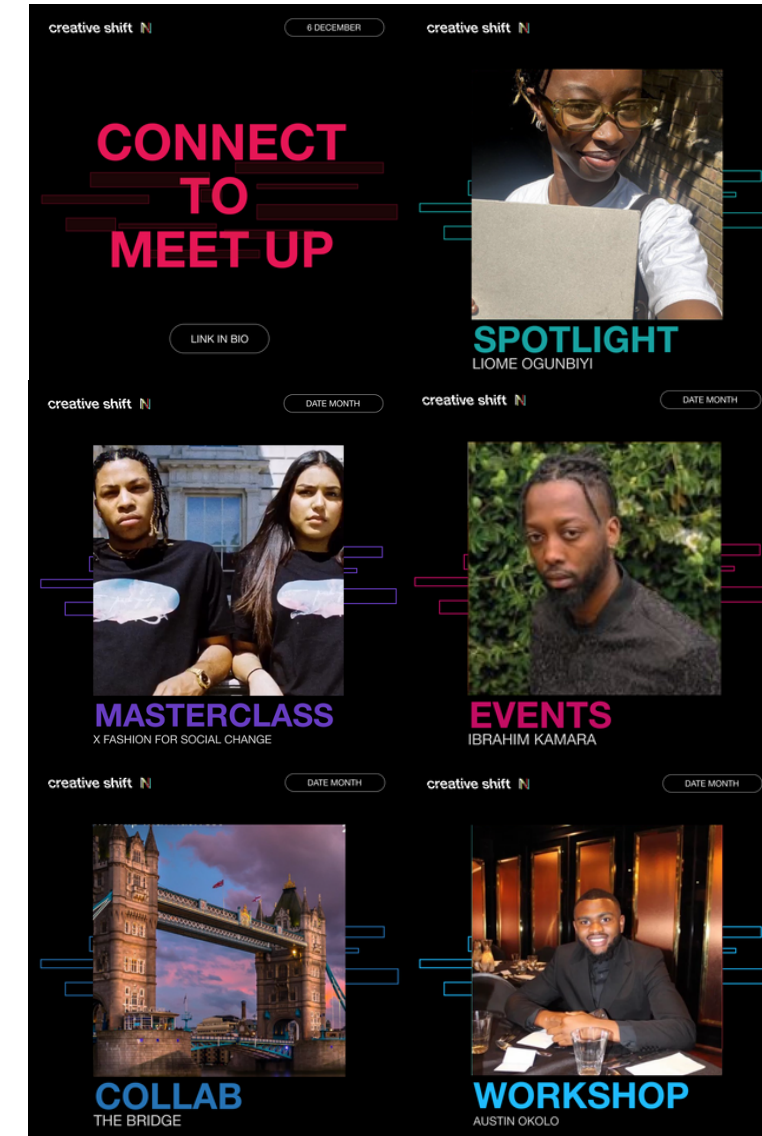 creative shift N
6 DECEMBER
CONNECT
TO
MEET UP
LINK IN BIO
creative shift N
SPOTLIGHT
LIOME OGUNBIYI
creative shift N
DATE MONTH
MASTERCLASS
X FASHION FOR SOCIAL CHANGE
creative shift N
DATE MONTH
EVENTS
IBRAHIM KAMARA
creative shift N
DATE MONTH
COLLAB
THE BRIDGE
creative shift N
DATE MONTH
WORKSHOP
AUSTIN OKOLO